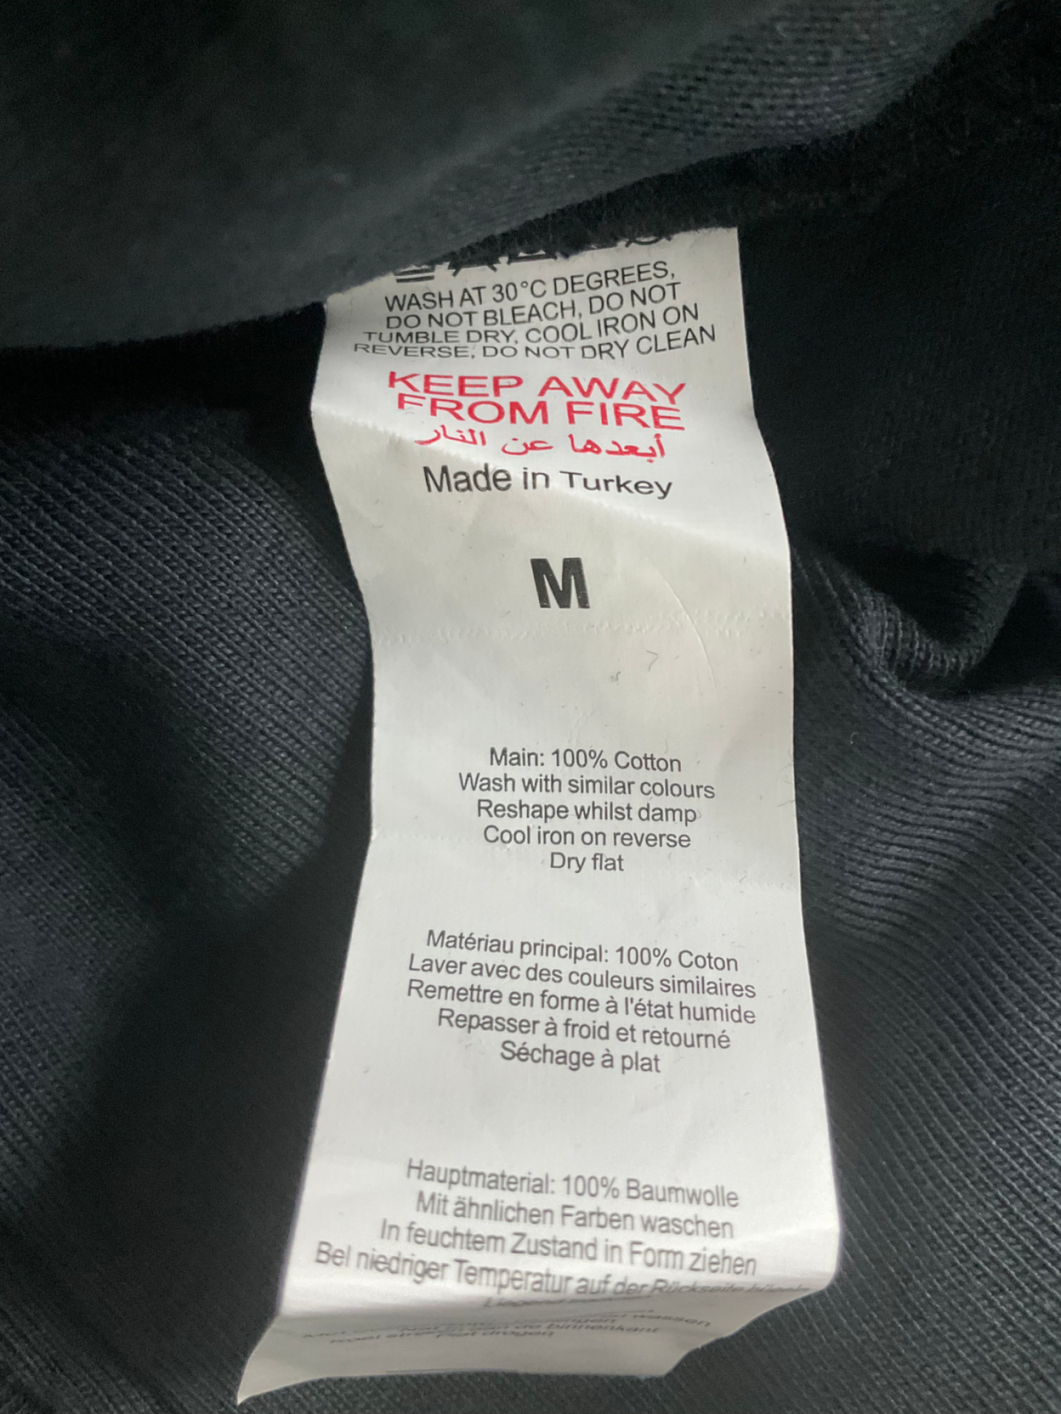 WASH AT 30°C DEGREES,
DO NOT BLEACH, DO NOT
TUMBLE DRY, COOL IRON ON
REVERSE, DO NOT DRY CLEAN
KEEP AWAY
FROM FIRE
أبعدها عن النار
Made in Turkey
M
Main: 100% Cotton
Wash with similar colours
Reshape whilst damp
Cool iron on reverse
Dry flat
Matériau principal: 100% Coton
Laver avec des couleurs similaires
Remettre en forme à l'état humide
Repasser à froid et retourné
Séchage à plat
Hauptmaterial: 100% Baumwolle
Mit ähnlichen Farben waschen
In feuchtem Zustand in Form ziehen
Bel niedriger Temperatur auf der Rückseite